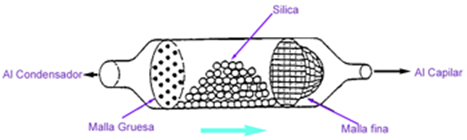 Silica
Al Condensador
Al Capilar
Malla Gruesa
Malla fina